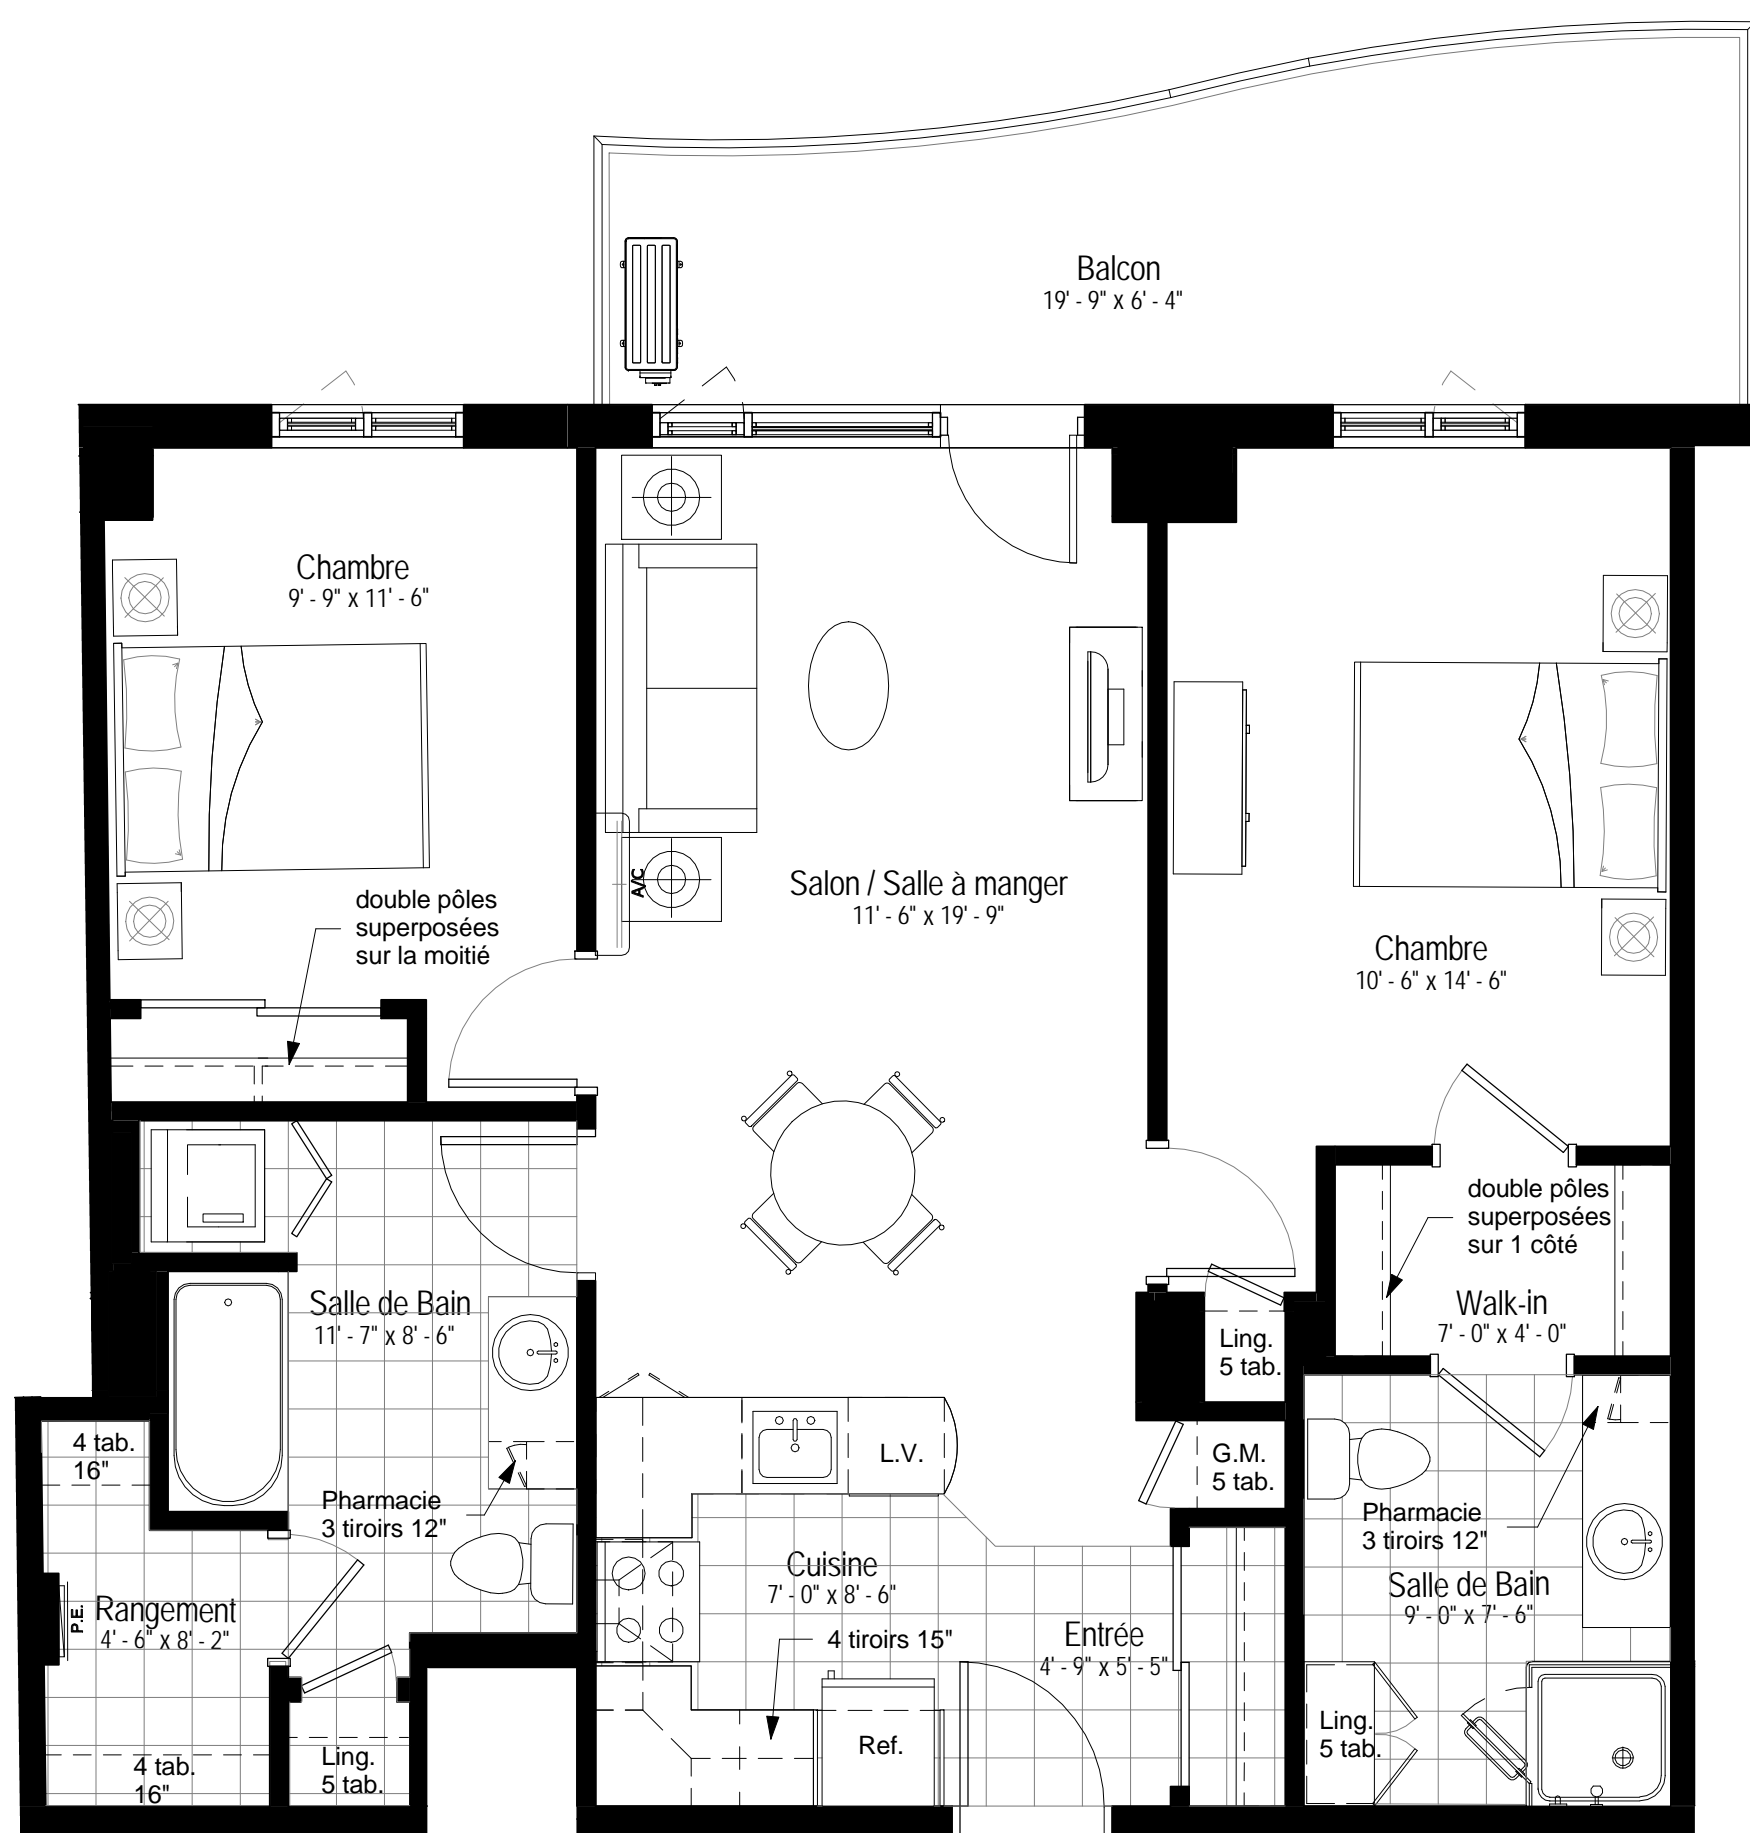 Balcon
19' - 9" x 6' - 4"
Chambre
9' - 9" x 11' - 6"
A/C
Salon / Salle à manger
11' - 6" x 19' - 9"
double pôles
superposées
sur la moitié
Chambre
10' - 6" x 14' - 6"
double pôles
superposées
sur 1 côté
Walk-in
7' - 0" x 4' - 0"
Salle de Bain
11' - 7" x 8' - 6"
Ling.
5 tab.
4 tab.
16"
L.V.
G.M.
5 tab.
Pharmacie
3 tiroirs 12"
Pharmacie
3 tiroirs 12"
Cuisine
7' - 0" x 8' - 6"
Salle de Bain
9' - 0" x 7' - 6"
P.E.
Rangement
4' - 6" x 8' - 2"
4 tiroirs 15"
Entrée
4' - 9" x 5' - 5"
Ref.
Ling.
5 tab.
4 tab.
16"
Ling.
5 tab.